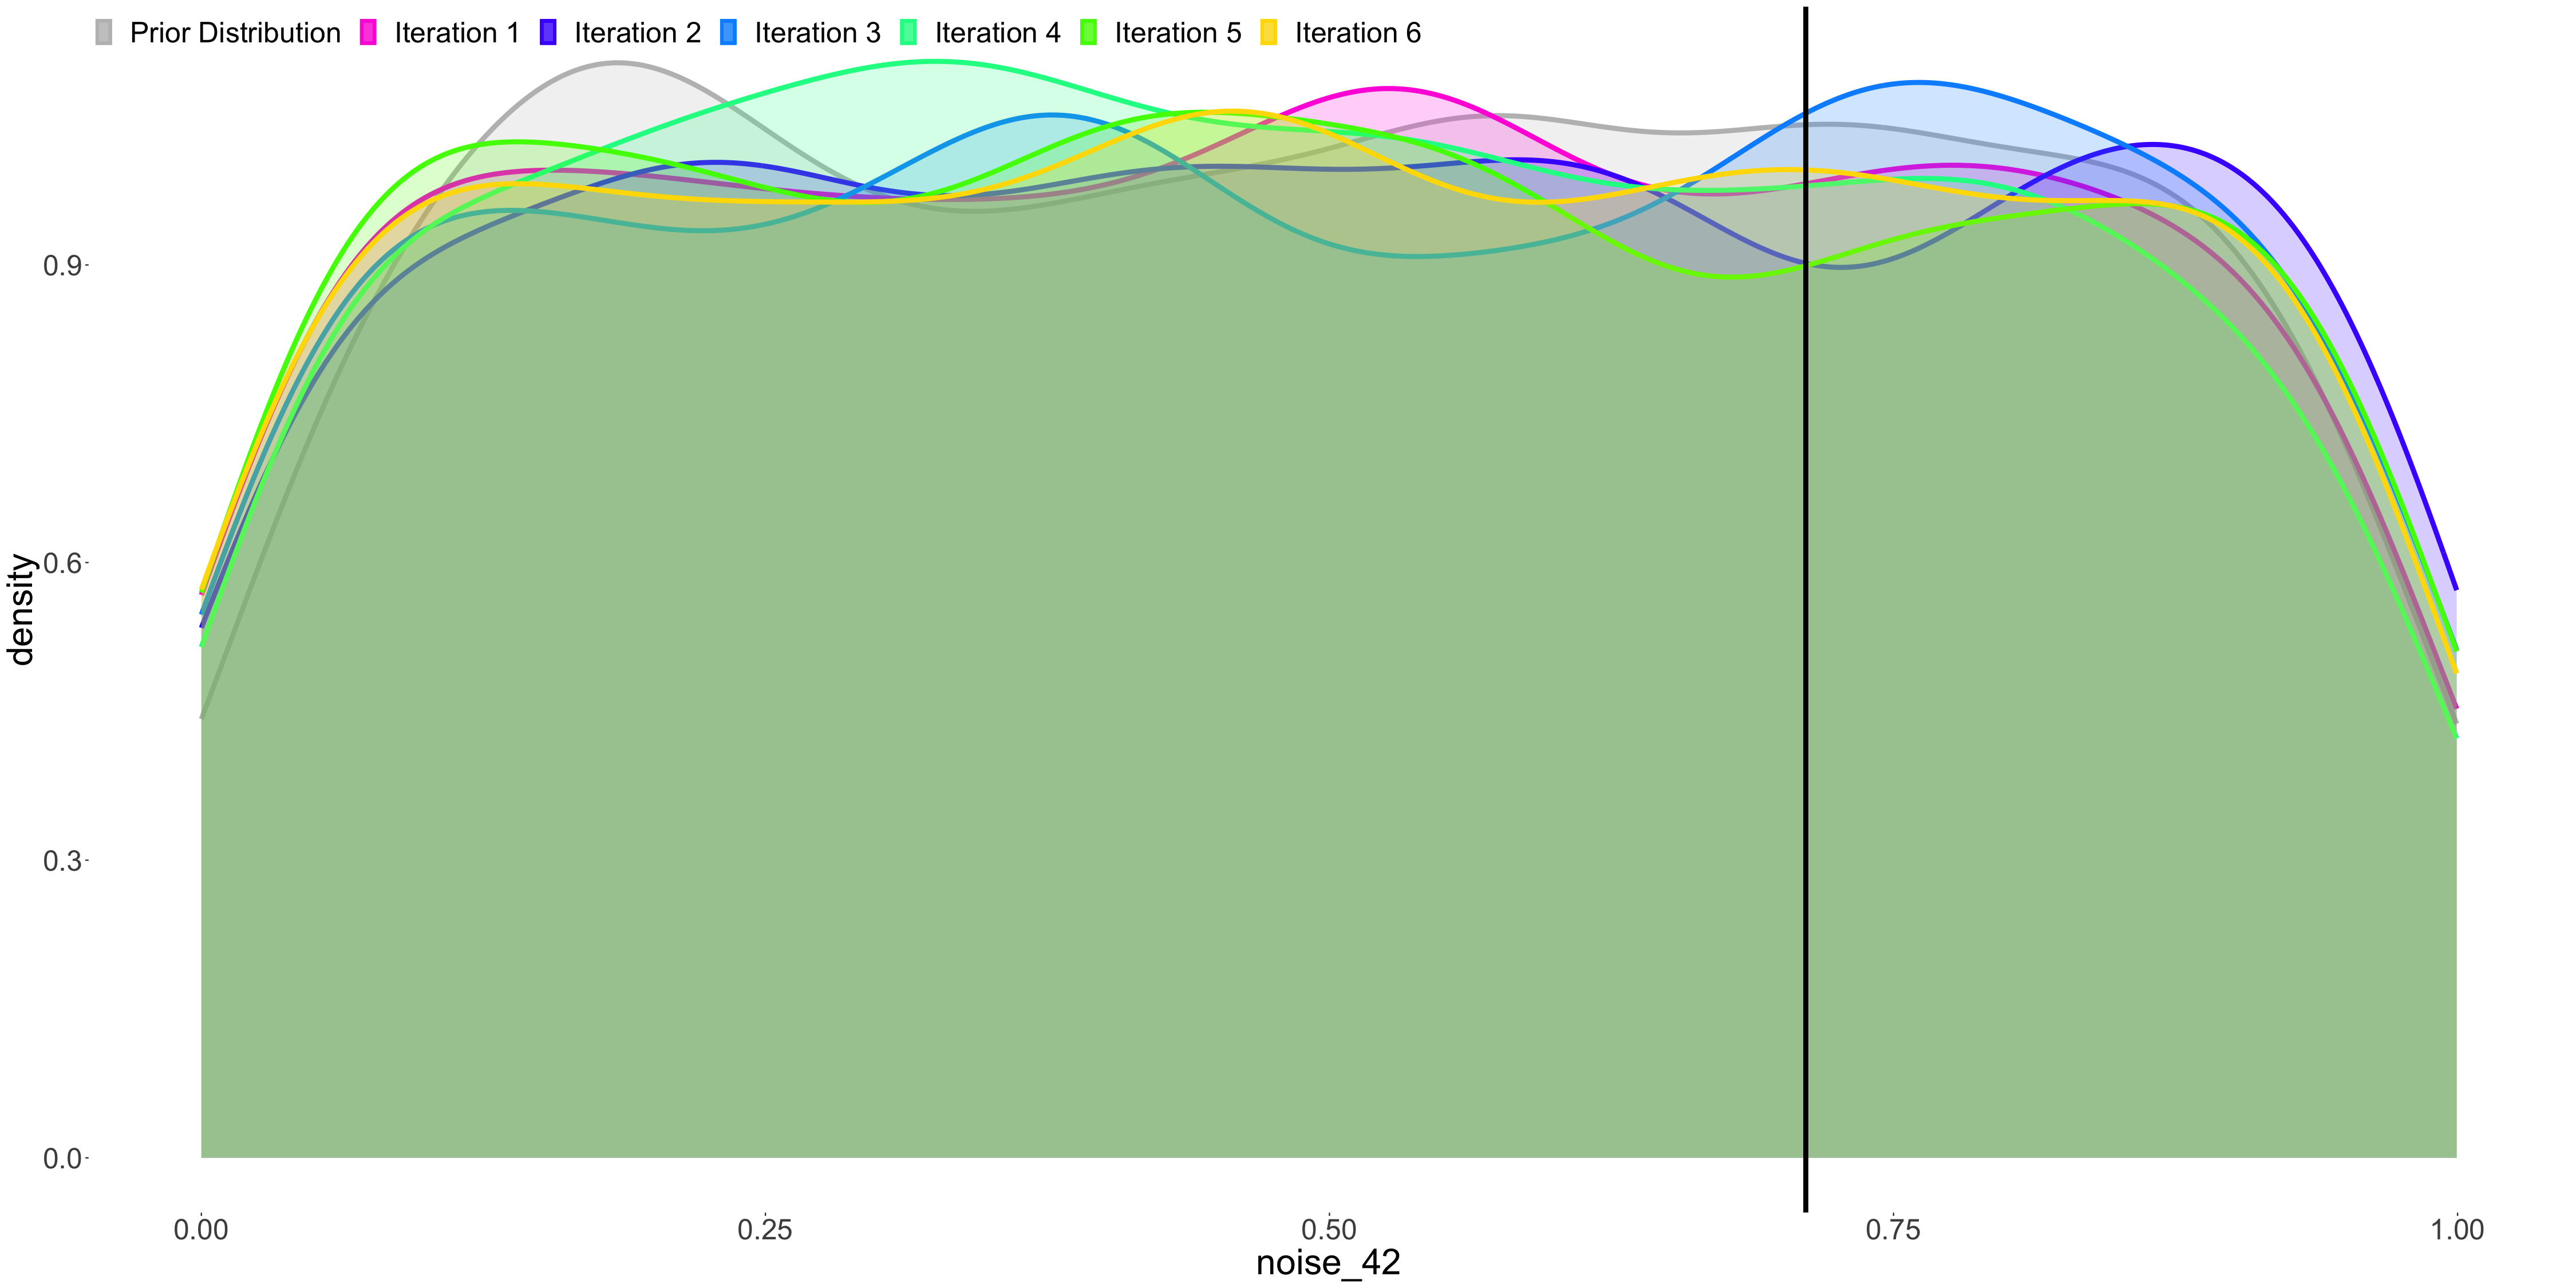 Prior Distribution Iteration 1 Iteration 2 Iteration 3 Iteration 4 Iteration 5 Iteration 6
density
0.9
0.6
0.3
0.0
0.00 0.25 0.50 0.75 1.00
noise_42